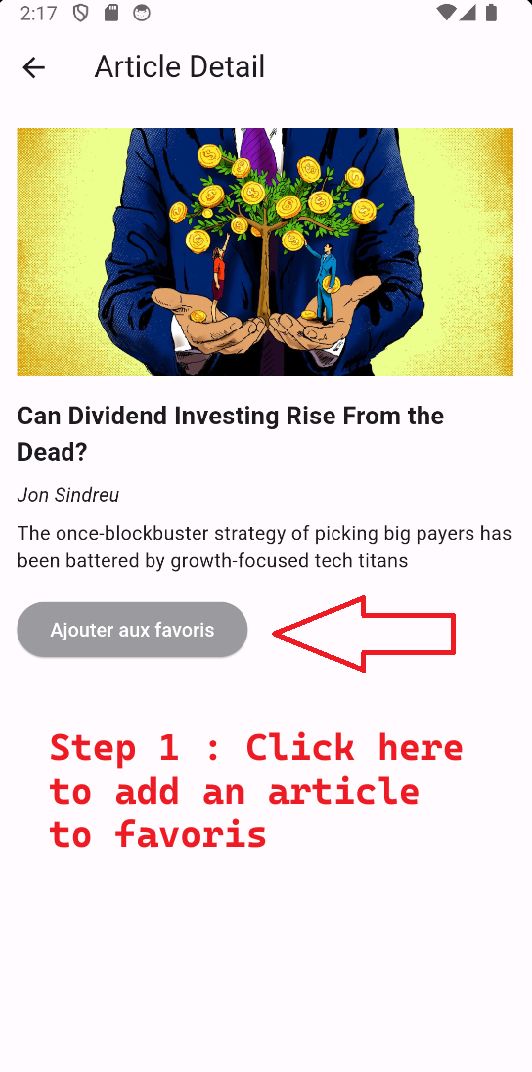 2:17
Article Detail
Can Dividend Investing Rise From the
Dead?
Jon Sindreu
The once-blockbuster strategy of picking big payers has
been battered by growth-focused tech titans
Ajouter aux favoris
Step 1 : Click here
to add an article
to favoris